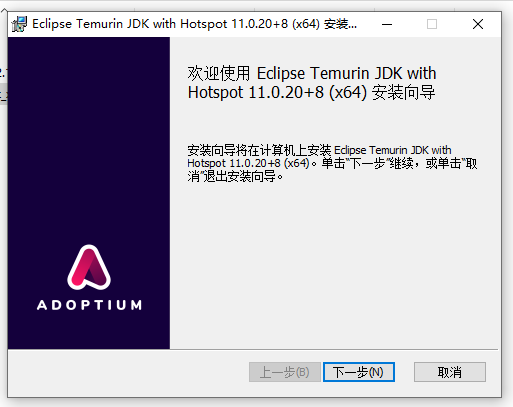 Eclipse Temurin JDK with Hotspot 11.0.20+8 (x64) 安装...
欢迎使用 Eclipse Temurin JDK with
Hotspot 11.0.20+8 (x64) 安装向导
安装向导将在计算机上安装 Eclipse Temurin JDK with
Hotspot 11.0.20+8 (x64)。单击“下一步”继续，或单击“取
消”退出安装向导。
ADOPTIUM
上一步(B)
下一步(N)
取消